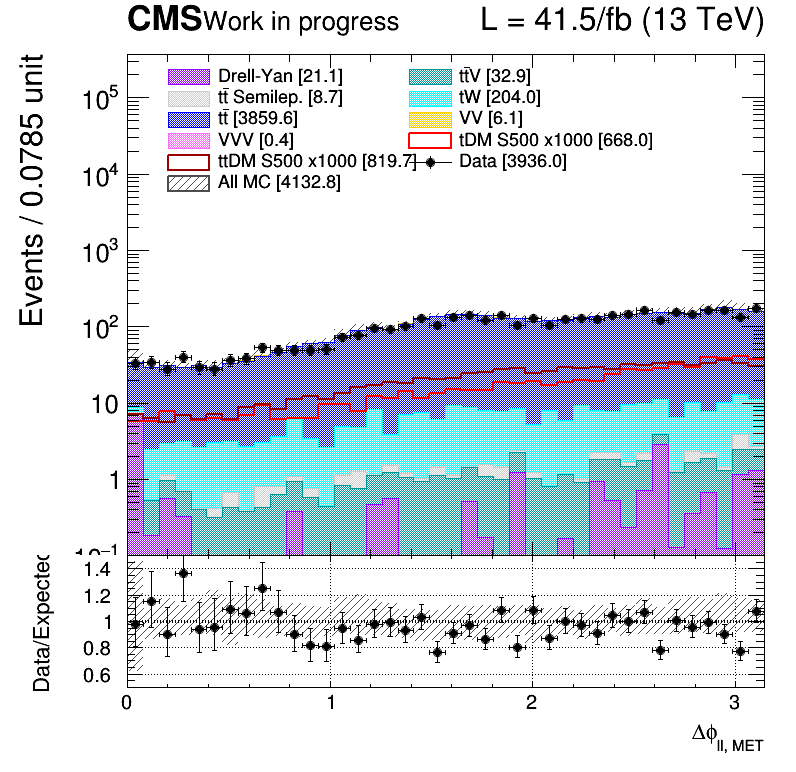 CMS Work in progress L = 41.5/fb (13 TeV)
Events / 0.0785 unit
10⁵
10⁴
10³
10²
10
1
10⁻¹
Drell-Yan [21.1] tt̄V [32.9]
tt̄ Semilep. [8.7] tW [204.0]
tt̄ [3859.6] VV [6.1]
VVV [0.4] tDM S500 x1000 [668.0]
ttDM S500 x1000 [819.7] Data [3936.0]
All MC [4132.8]
Data/Expected
1.4
1.2
1
0.8
0.6
0 1 2 3
Δϕll, MET